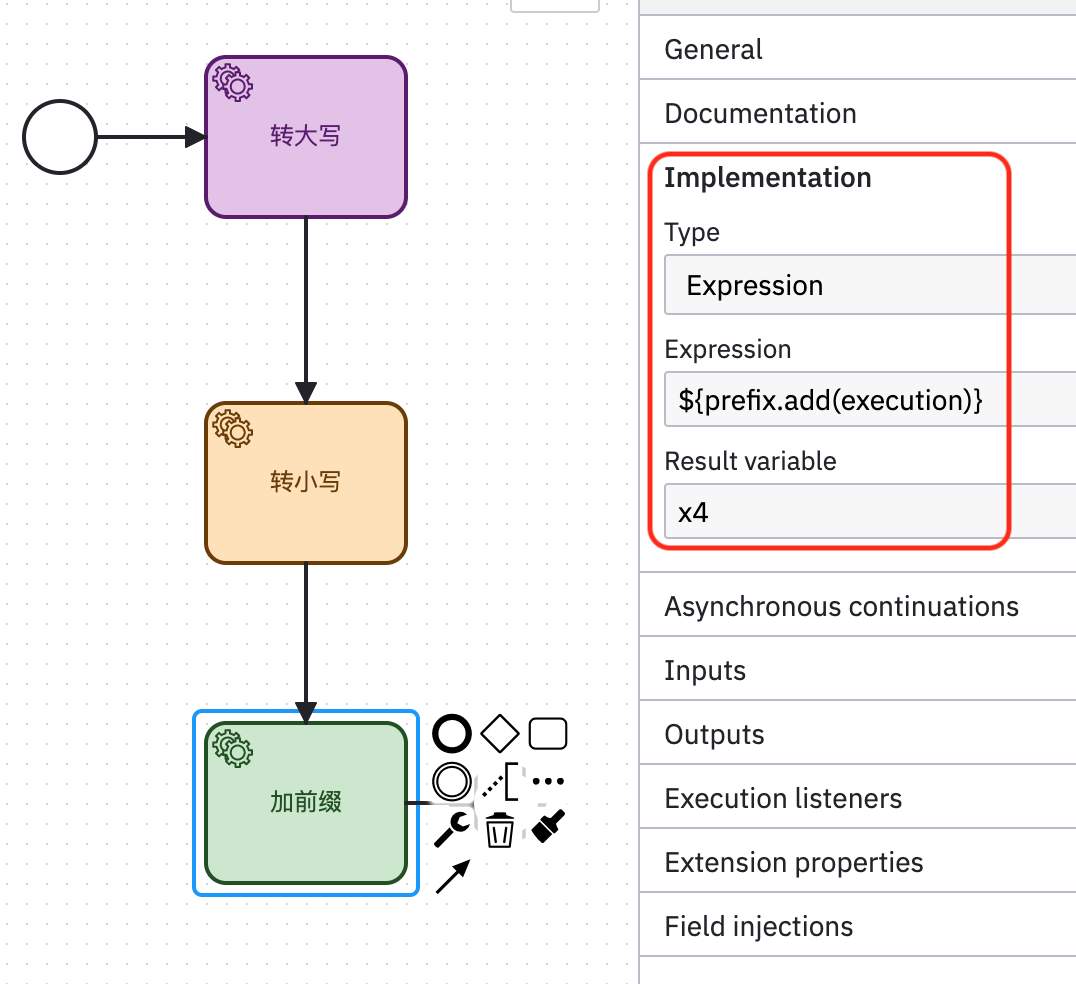 转大写
转小写
加前缀
General
Documentation
Implementation
Type
Expression
Expression
${prefix.add(execution)}
Result variable
x4
Asynchronous continuations
Inputs
Outputs
Execution listeners
Extension properties
Field injections